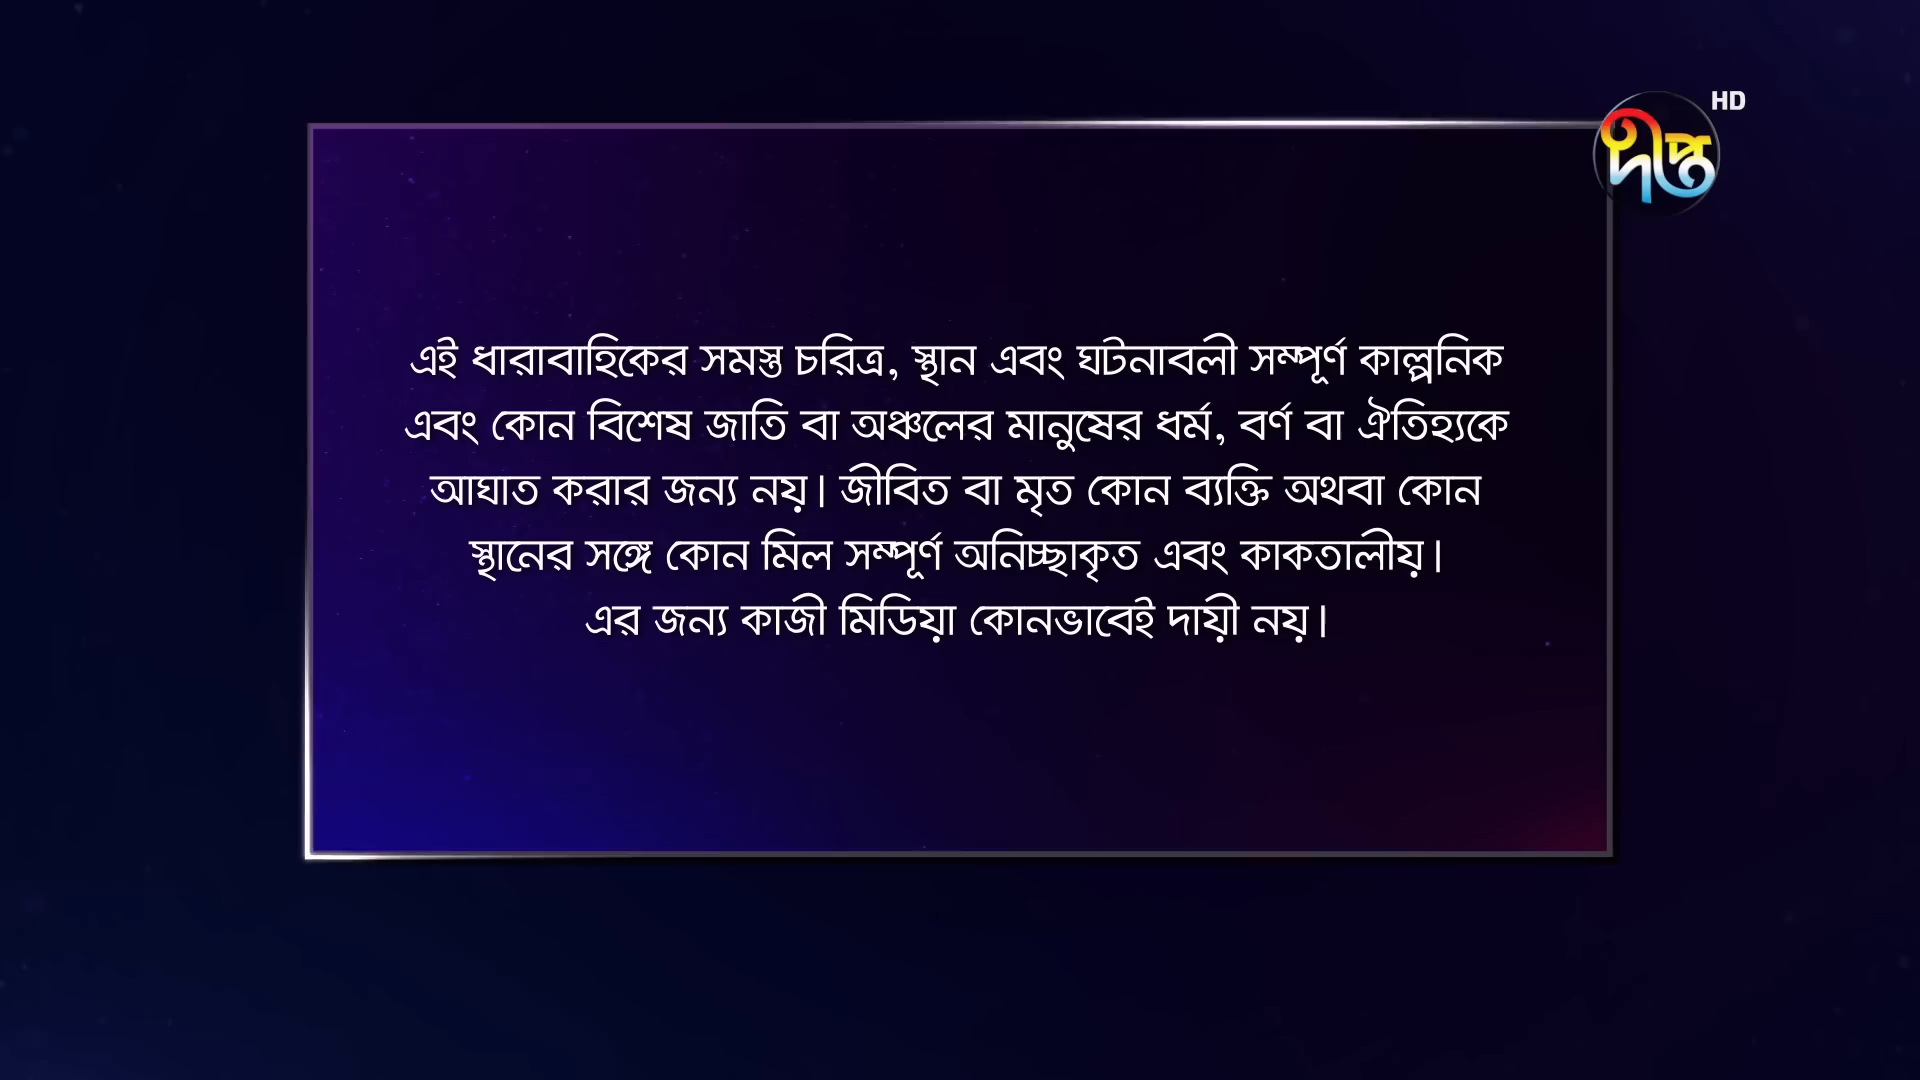 HD
দীপ্ত
এই ধারাবাহিকের সমস্ত চরিত্র, স্থান এবং ঘটনাবলী সম্পূর্ণ কাল্পনিক
এবং কোন বিশেষ জাতি বা অঞ্চলের মানুষের ধর্ম, বর্ণ বা ঐতিহ্যকে
আঘাত করার জন্য নয়। জীবিত বা মৃত কোন ব্যক্তি অথবা কোন
স্থানের সঙ্গে কোন মিল সম্পূর্ণ অনিচ্ছাকৃত এবং কাকতালীয়।
এর জন্য কাজী মিডিয়া কোনভাবেই দায়ী নয়।